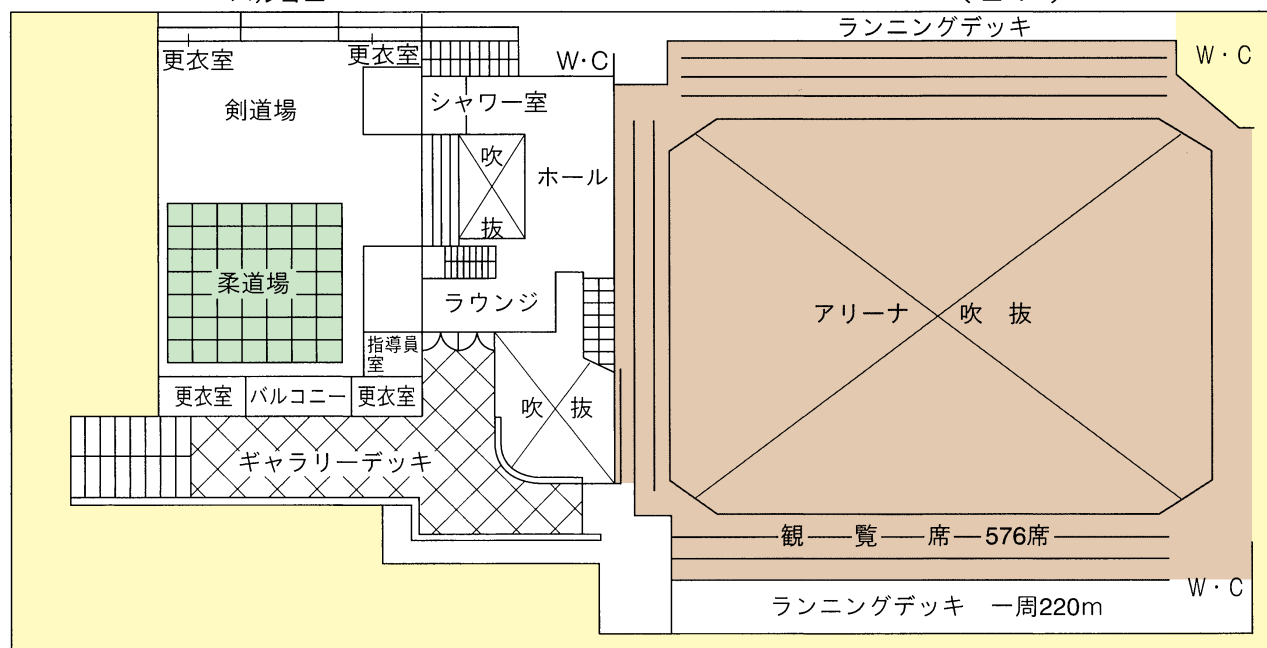 ランニングデッキ
W・C
更衣室
更衣室
W・C
シャワー室
剣道場
吹
抜
ホール
柔道場
ラウンジ
アリーナ
吹 抜
指導員
室
更衣室
バルコニー
更衣室
吹 抜
ギャラリーデッキ
観 覧 席 576席
W・C
ランニングデッキ 一周220m